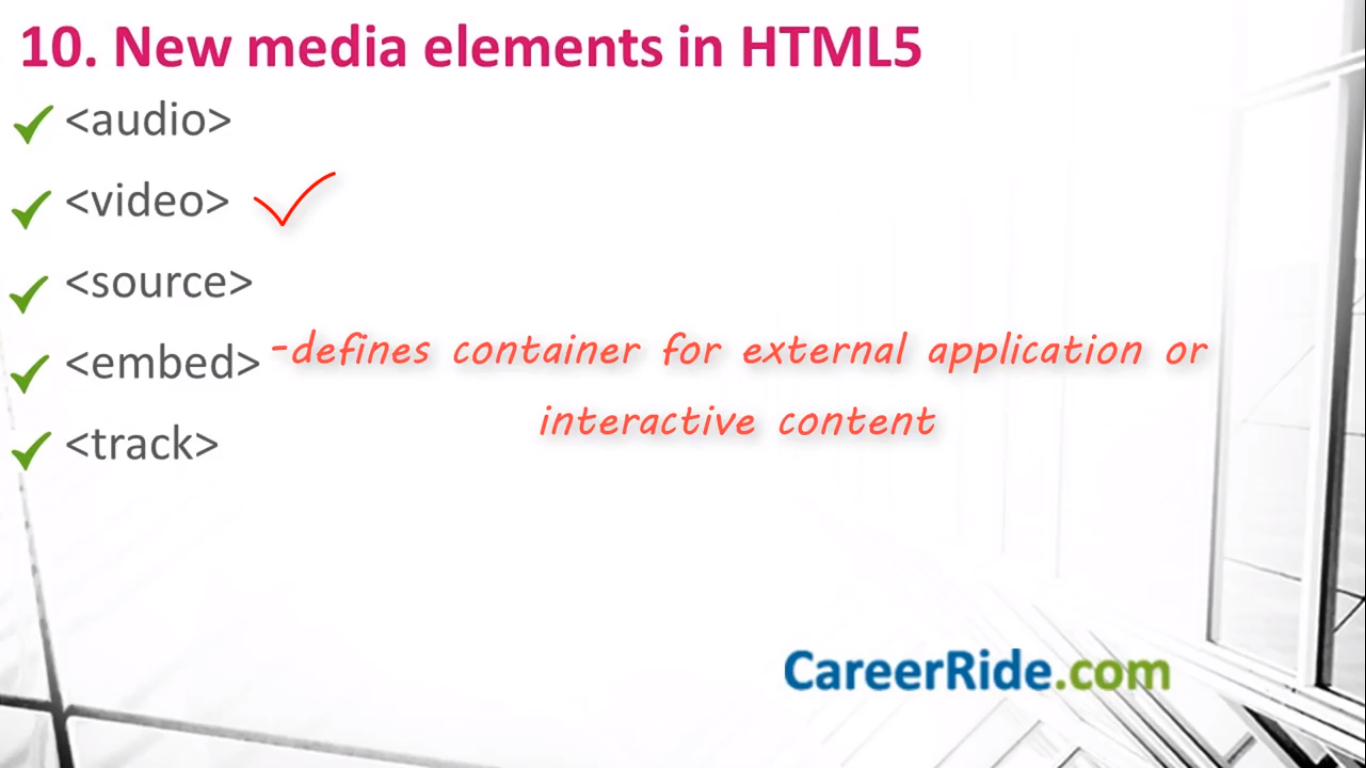 10. New media elements in HTML5
<audio>
<video>
<source>
<embed> -defines container for external application or
interactive content
<track>
CareerRide.com